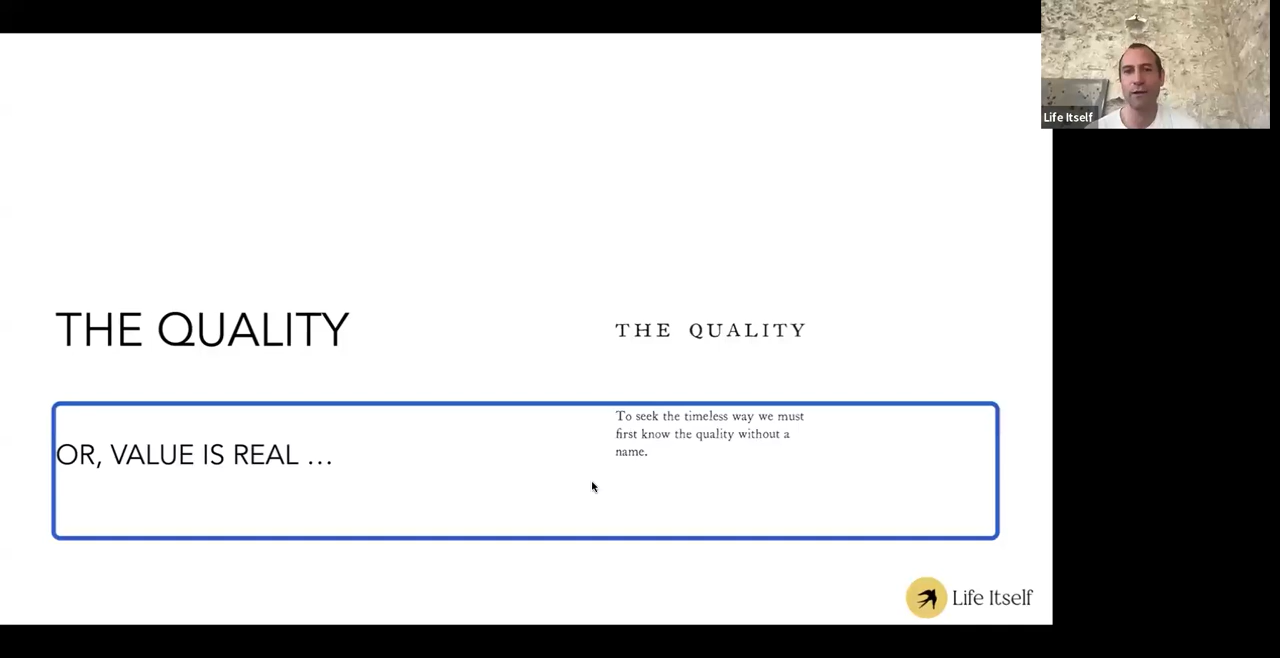 Life Itself
THE QUALITY
THE QUALITY
OR, VALUE IS REAL ...
To seek the timeless way we must
first know the quality without a
name.
Life Itself